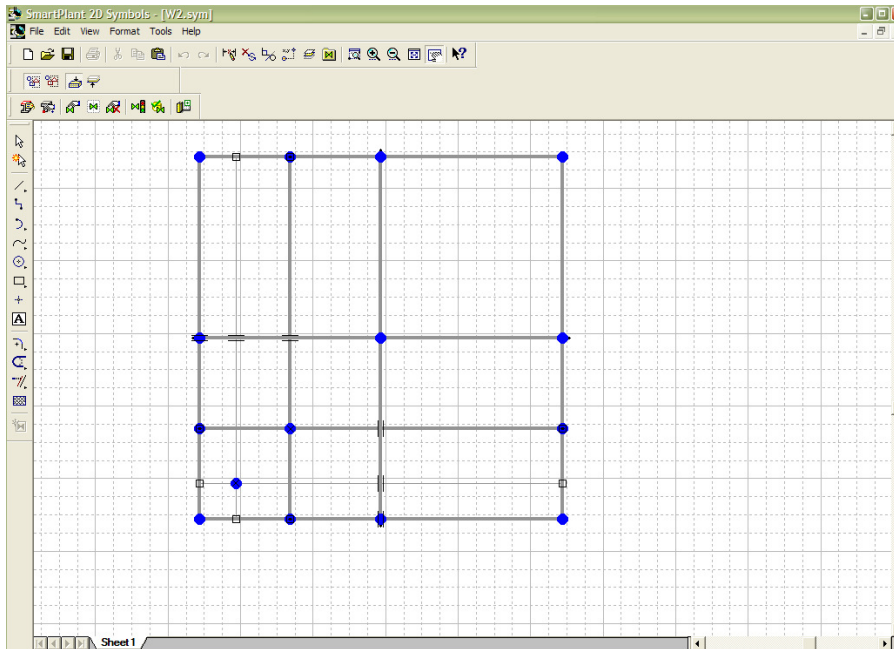 SmartPlant 2D Symbols - [W2.sym]
File Edit View Format Tools Help
A
Sheet1